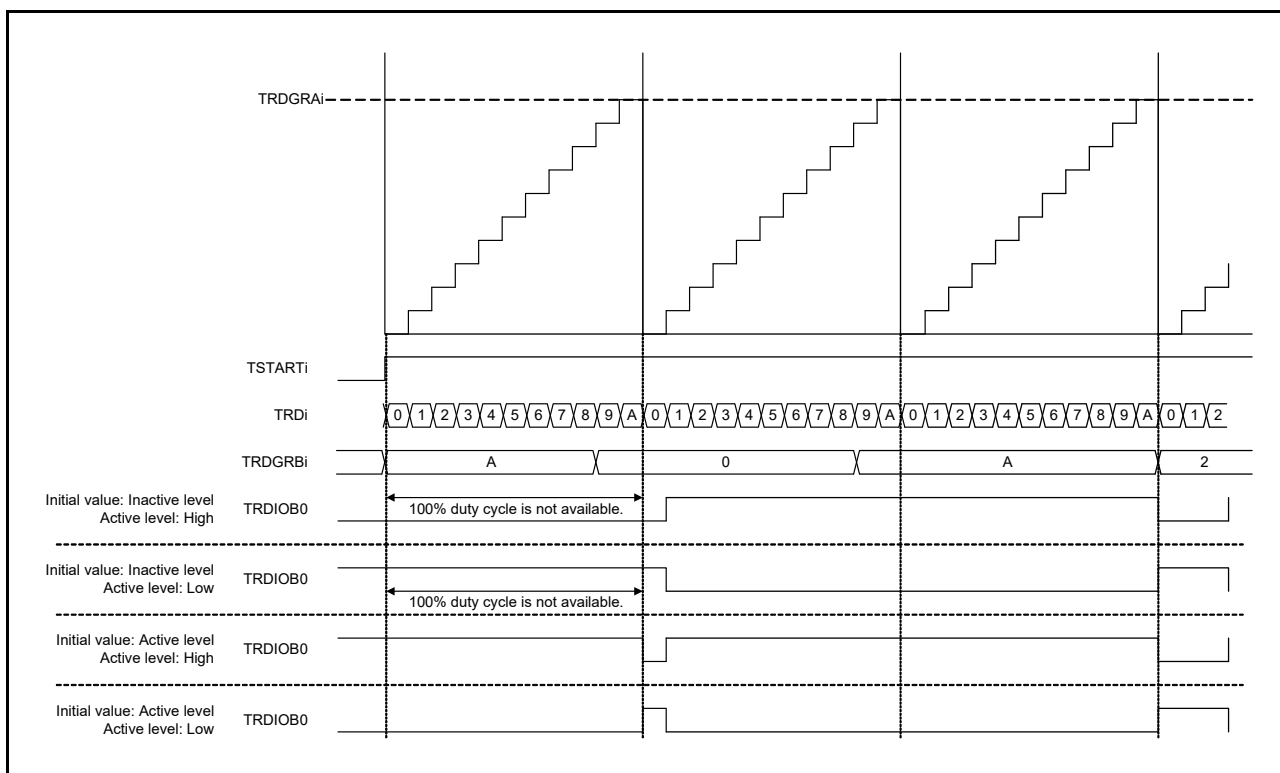 TRDGRAi
TSTARTi
TRDi 0 1 2 3 4 5 6 7 8 9 A 0 1 2 3 4 5 6 7 8 9 A 0 1 2 3 4 5 6 7 8 9 A 0 1 2
TRDGRBi A 0 A 2
Initial value: Inactive level
Active level: High
TRDIOB0
100% duty cycle is not available.
Initial value: Inactive level
Active level: Low
TRDIOB0
100% duty cycle is not available.
Initial value: Active level
Active level: High
TRDIOB0
Initial value: Active level
Active level: Low
TRDIOB0